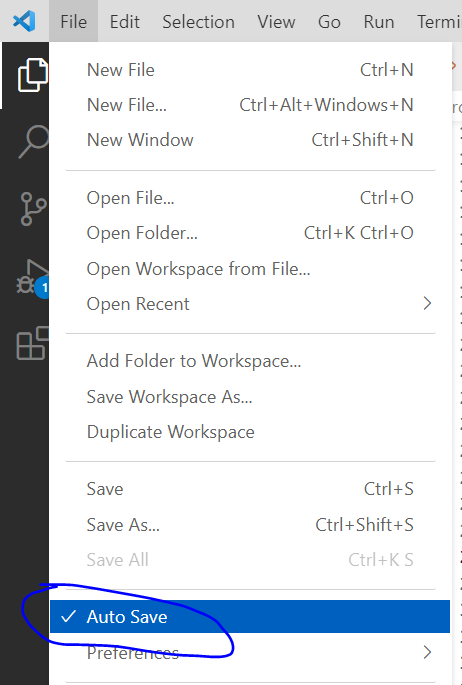 File Edit Selection View Go Run Termi
New File Ctrl+N
New File... Ctrl+Alt+Windows+N
New Window Ctrl+Shift+N
Open File... Ctrl+O
Open Folder... Ctrl+K Ctrl+O
Open Workspace from File...
Open Recent
Add Folder to Workspace...
Save Workspace As...
Duplicate Workspace
1
Save Ctrl+S
Save As... Ctrl+Shift+S
Save All Ctrl+K S
Auto Save
Preferences